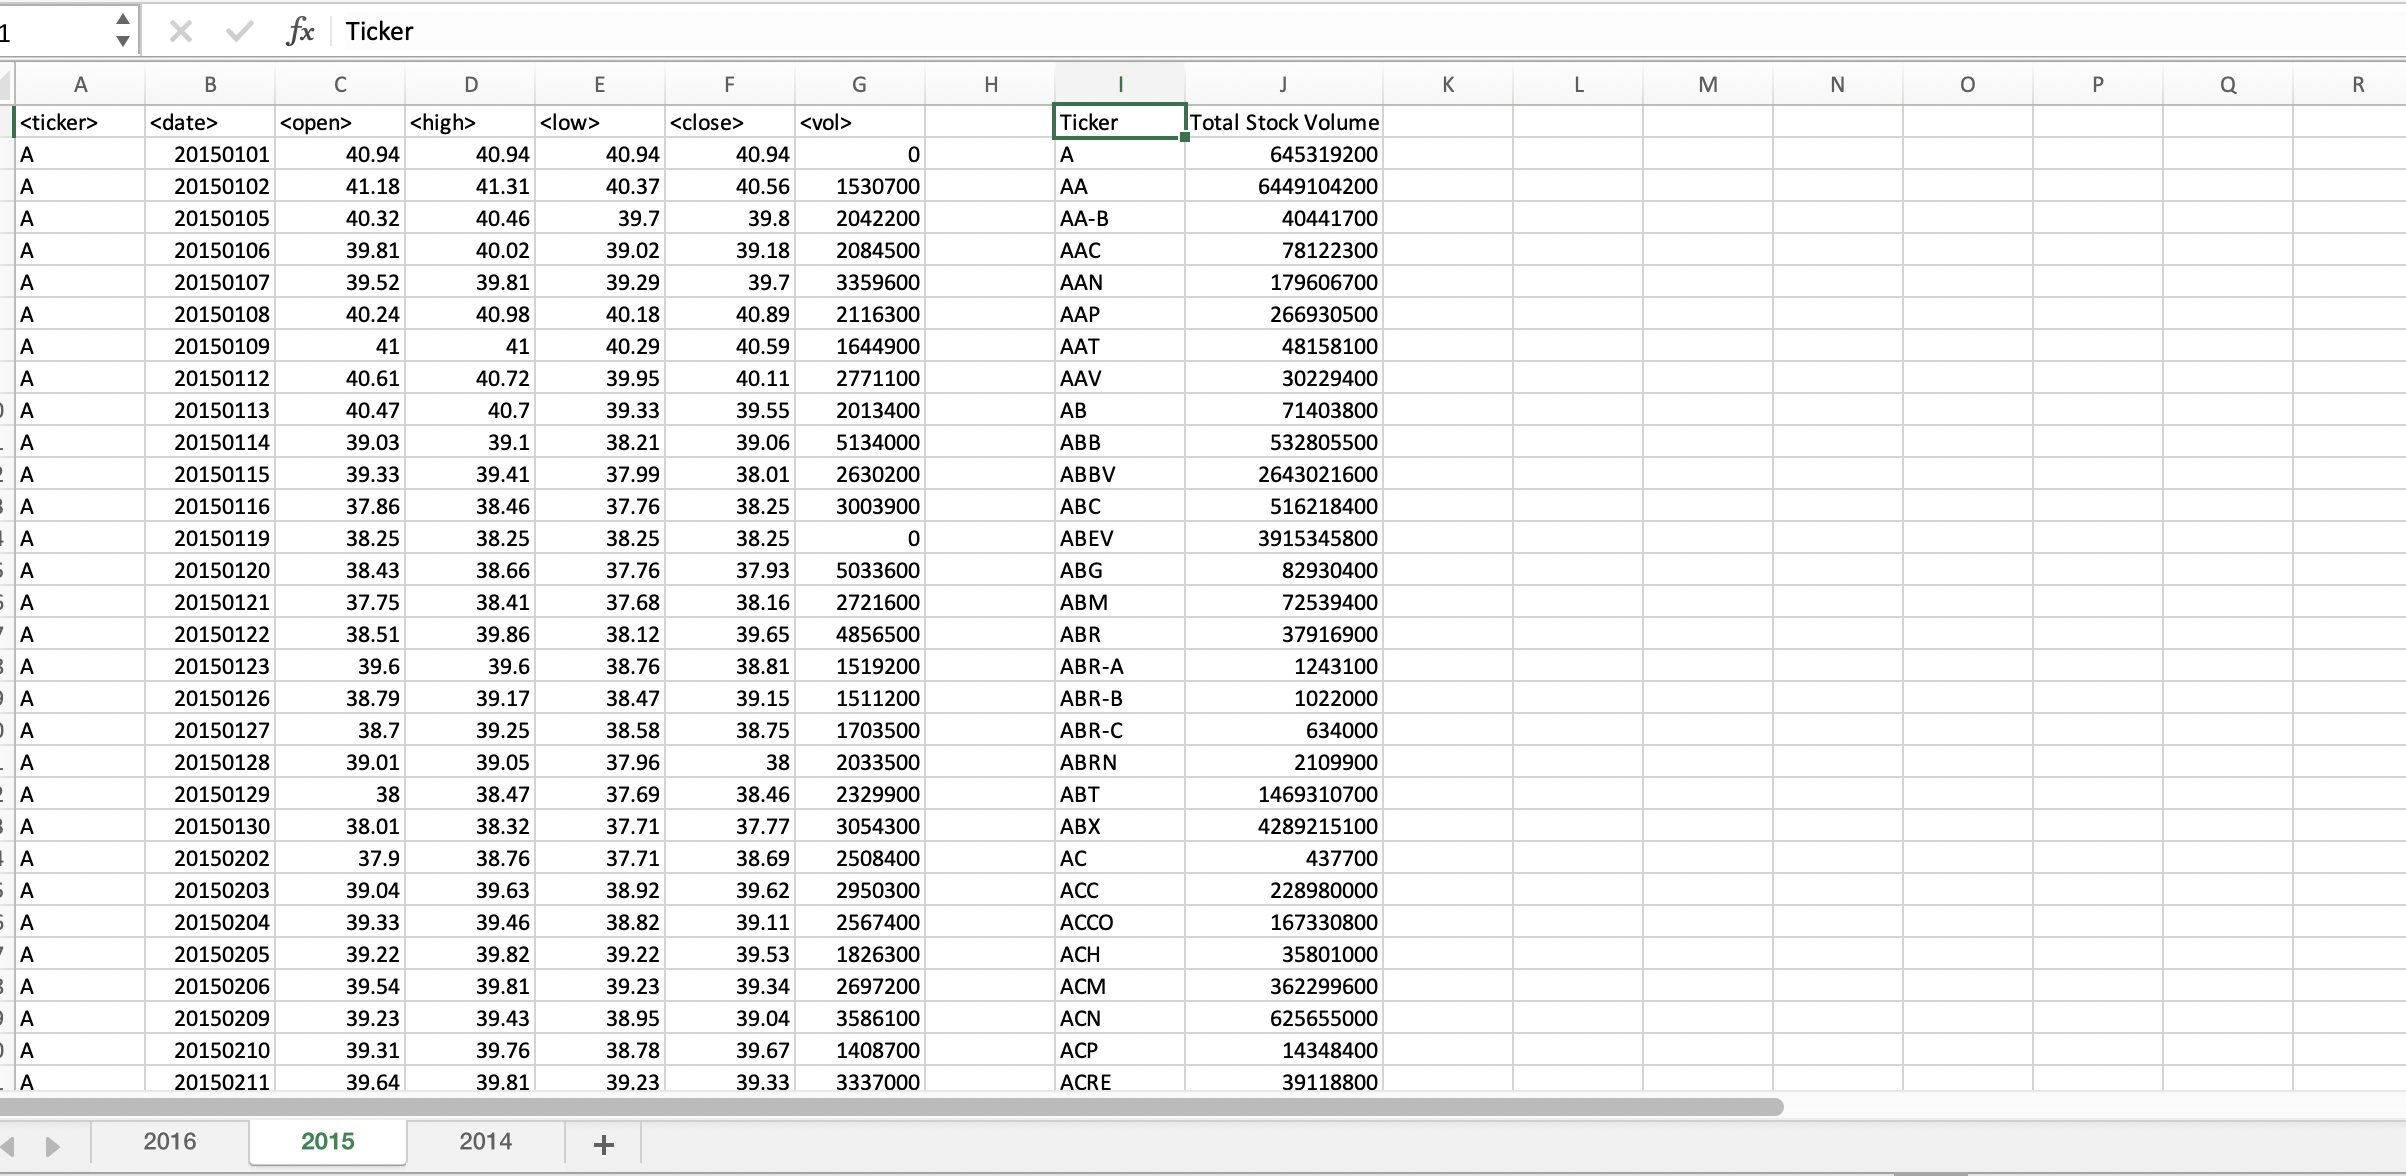 1 fx Ticker
A B C D E F G H I J K L M N O P Q R
<ticker> <date> <open> <high> <low> <close> <vol> Ticker Total Stock Volume
A 20150101 40.94 40.94 40.94 40.94 0 A 645319200
A 20150102 41.18 41.31 40.37 40.56 1530700 AA 6449104200
A 20150105 40.32 40.46 39.7 39.8 2042200 AA-B 40441700
A 20150106 39.81 40.02 39.02 39.18 2084500 AAC 78122300
A 20150107 39.52 39.81 39.29 39.7 3359600 AAN 179606700
A 20150108 40.24 40.98 40.18 40.89 2116300 AAP 266930500
A 20150109 41 41 40.29 40.59 1644900 AAT 48158100
A 20150112 40.61 40.72 39.95 40.11 2771100 AAV 30229400
A 20150113 40.47 40.7 39.33 39.55 2013400 AB 71403800
A 20150114 39.03 39.1 38.21 39.06 5134000 ABB 532805500
A 20150115 39.33 39.41 37.99 38.01 2630200 ABBV 2643021600
A 20150116 37.86 38.46 37.76 38.25 3003900 ABC 516218400
A 20150119 38.25 38.25 38.25 38.25 0 ABEV 3915345800
A 20150120 38.43 38.66 37.76 37.93 5033600 ABG 82930400
A 20150121 37.75 38.41 37.68 38.16 2721600 ABM 72539400
A 20150122 38.51 39.86 38.12 39.65 4856500 ABR 37916900
A 20150123 39.6 39.6 38.76 38.81 1519200 ABR-A 1243100
A 20150126 38.79 39.17 38.47 39.15 1511200 ABR-B 1022000
A 20150127 38.7 39.25 38.58 38.75 1703500 ABR-C 634000
A 20150128 39.01 39.05 37.96 38 2033500 ABRN 2109900
A 20150129 38 38.47 37.69 38.46 2329900 ABT 1469310700
A 20150130 38.01 38.32 37.71 37.77 3054300 ABX 4289215100
A 20150202 37.9 38.76 37.71 38.69 2508400 AC 437700
A 20150203 39.04 39.63 38.92 39.62 2950300 ACC 228980000
A 20150204 39.33 39.46 38.82 39.11 2567400 ACCO 167330800
A 20150205 39.22 39.82 39.22 39.53 1826300 ACH 35801000
A 20150206 39.54 39.81 39.23 39.34 2697200 ACM 362299600
A 20150209 39.23 39.43 38.95 39.04 3586100 ACN 625655000
A 20150210 39.31 39.76 38.78 39.67 1408700 ACP 14348400
A 20150211 39.64 39.81 39.23 39.33 3337000 ACRE 39118800
2016 2015 2014 +